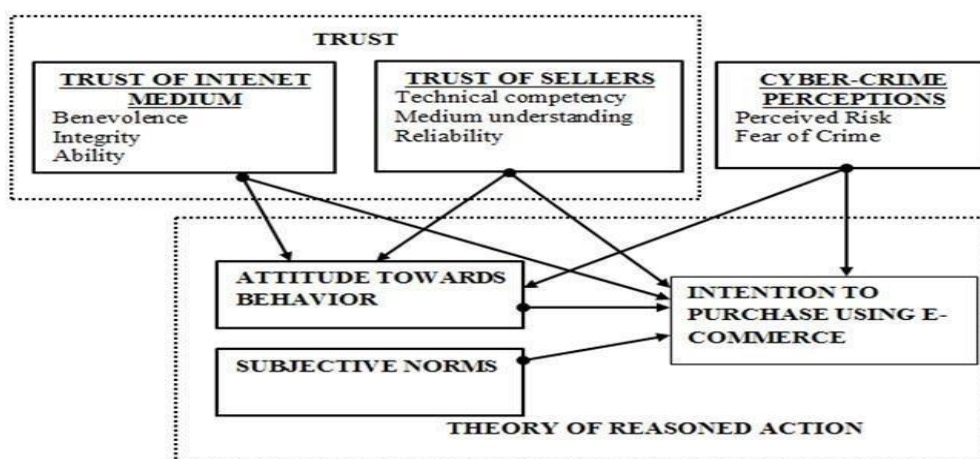 TRUST
TRUST OF INTENET
MEDIUM
Benevolence
Integrity
Ability
TRUST OF SELLERS
Technical competency
Medium understanding
Reliability
CYBER-CRIME
PERCEPTIONS
Perceived Risk
Fear of Crime
ATTITUDE TOWARDS
BEHAVIOR
INTENTION TO
PURCHASE USING E-
COMMERCE
SUBJECTIVE NORMS
THEORY OF REASONED ACTION